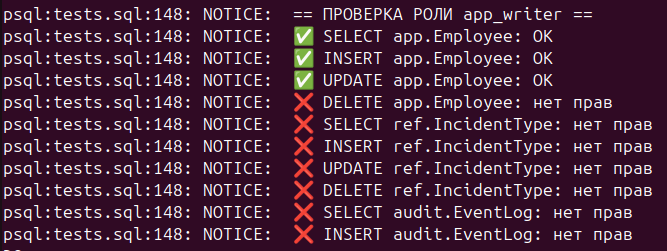 psql:tests.sql:148: NOTICE:  == ПРОВЕРКА РОЛИ app_writer ==
psql:tests.sql:148: NOTICE:  ✅ SELECT app.Employee: OK
psql:tests.sql:148: NOTICE:  ✅ INSERT app.Employee: OK
psql:tests.sql:148: NOTICE:  ✅ UPDATE app.Employee: OK
psql:tests.sql:148: NOTICE:  ❌ DELETE app.Employee: нет прав
psql:tests.sql:148: NOTICE:  ❌ SELECT ref.IncidentType: нет прав
psql:tests.sql:148: NOTICE:  ❌ INSERT ref.IncidentType: нет прав
psql:tests.sql:148: NOTICE:  ❌ UPDATE ref.IncidentType: нет прав
psql:tests.sql:148: NOTICE:  ❌ DELETE ref.IncidentType: нет прав
psql:tests.sql:148: NOTICE:  ❌ SELECT audit.EventLog: нет прав
psql:tests.sql:148: NOTICE:  ❌ INSERT audit.EventLog: нет прав